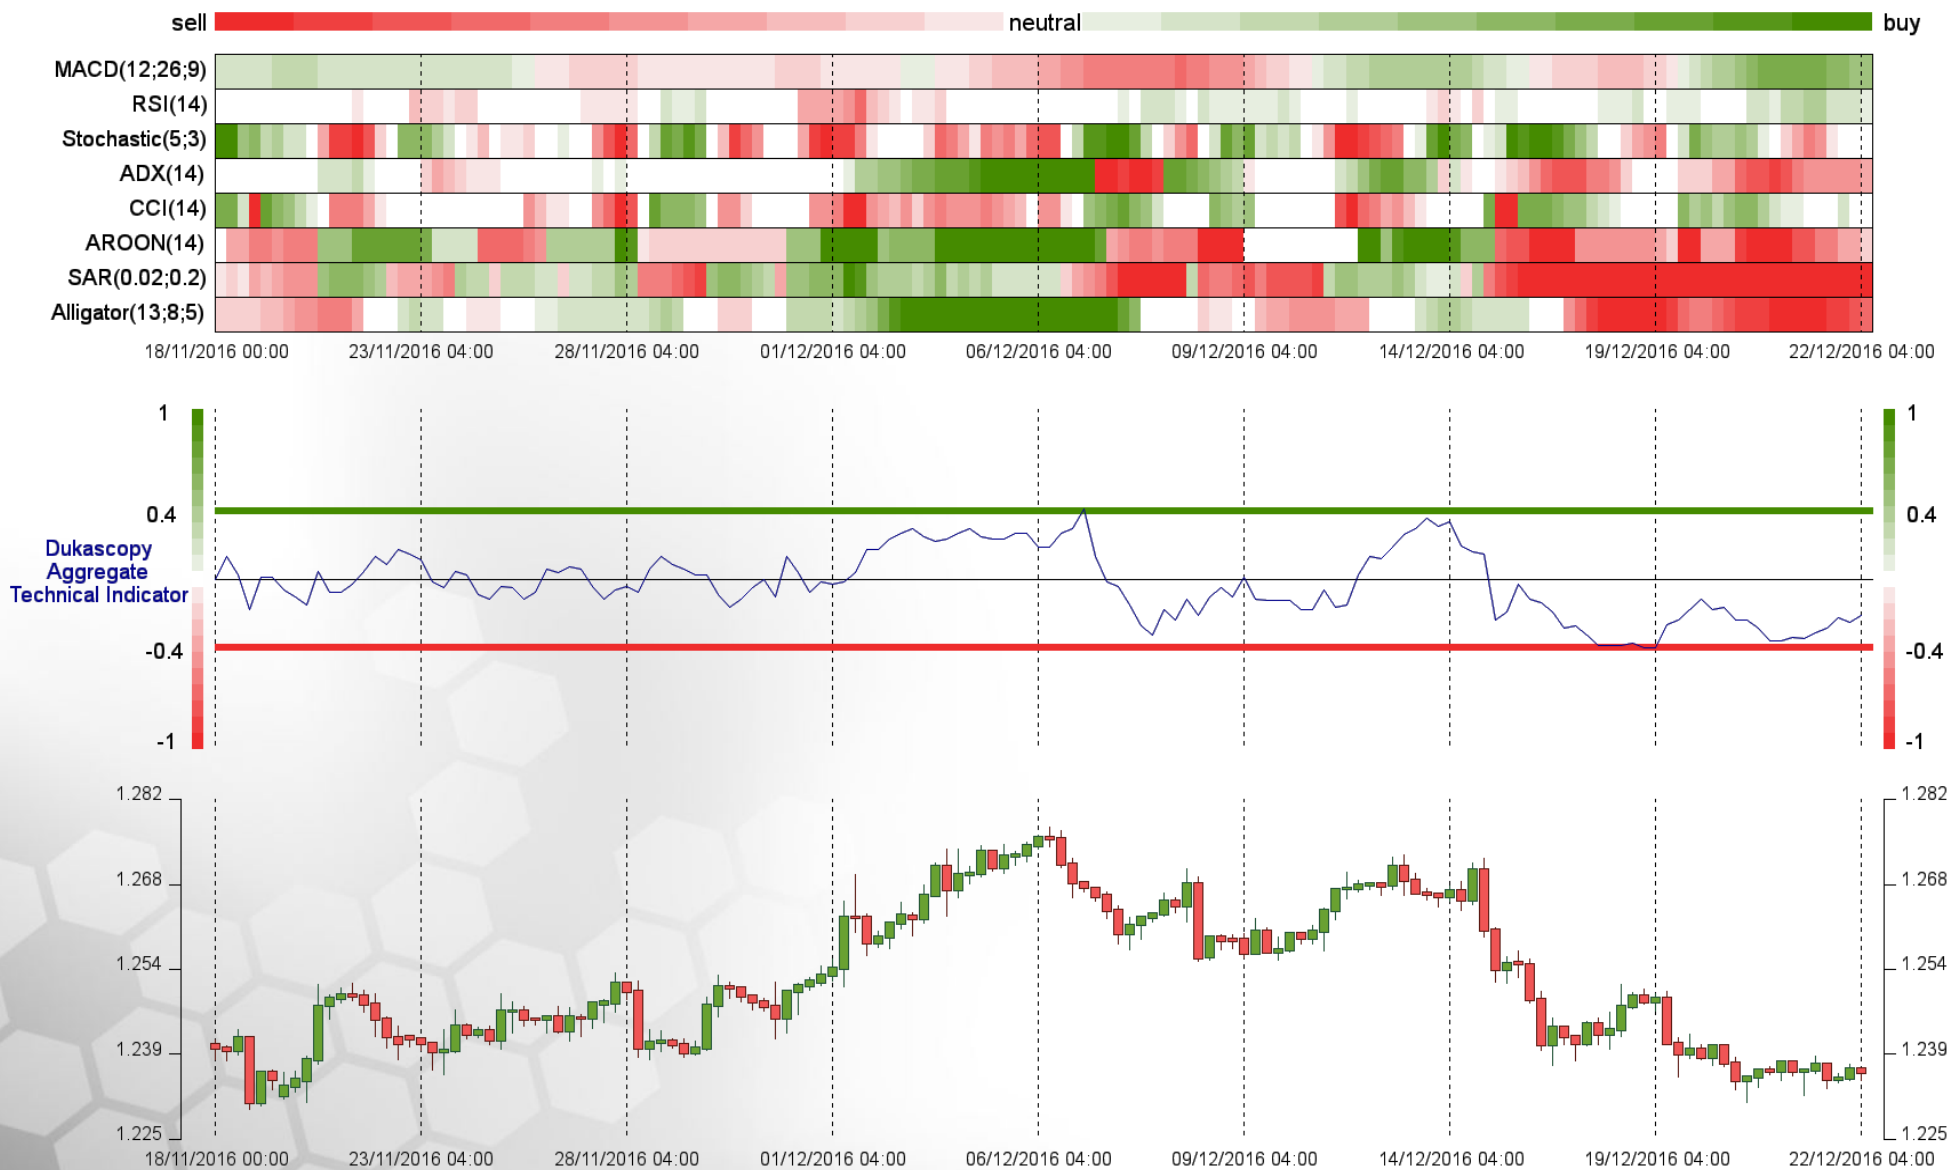 sell neutral buy
MACD(12;26;9)
RSI(14)
Stochastic(5;3)
ADX(14)
CCI(14)
AROON(14)
SAR(0.02;0.2)
Alligator(13;8;5)
18/11/2016 00:00 23/11/2016 04:00 28/11/2016 04:00 01/12/2016 04:00 06/12/2016 04:00 09/12/2016 04:00 14/12/2016 04:00 19/12/2016 04:00 22/12/2016 04:00
1 1
0.4 0.4
Dukascopy
Aggregate
Technical Indicator
-0.4 -0.4
-1 -1
1.282 1.282
1.268 1.268
1.254 1.254
1.239 1.239
1.225 1.225
18/11/2016 00:00 23/11/2016 04:00 28/11/2016 04:00 01/12/2016 04:00 06/12/2016 04:00 09/12/2016 04:00 14/12/2016 04:00 19/12/2016 04:00 22/12/2016 04:00